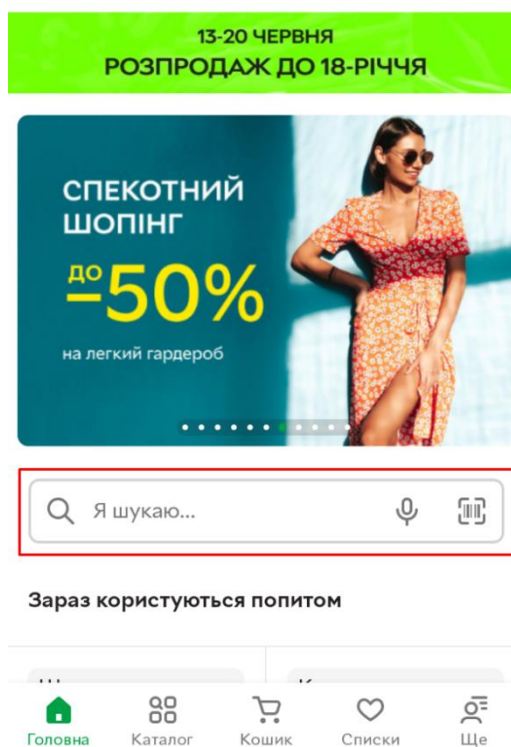 13-20 ЧЕРВНЯ
РОЗПРОДАЖ ДО 18-РІЧЧЯ
СПЕКОТНИЙ
ШОПІНГ
ДО
–50%
на легкий гардероб
Я шукаю...
Зараз користуються попитом
Головна Каталог Кошик Списки Ще